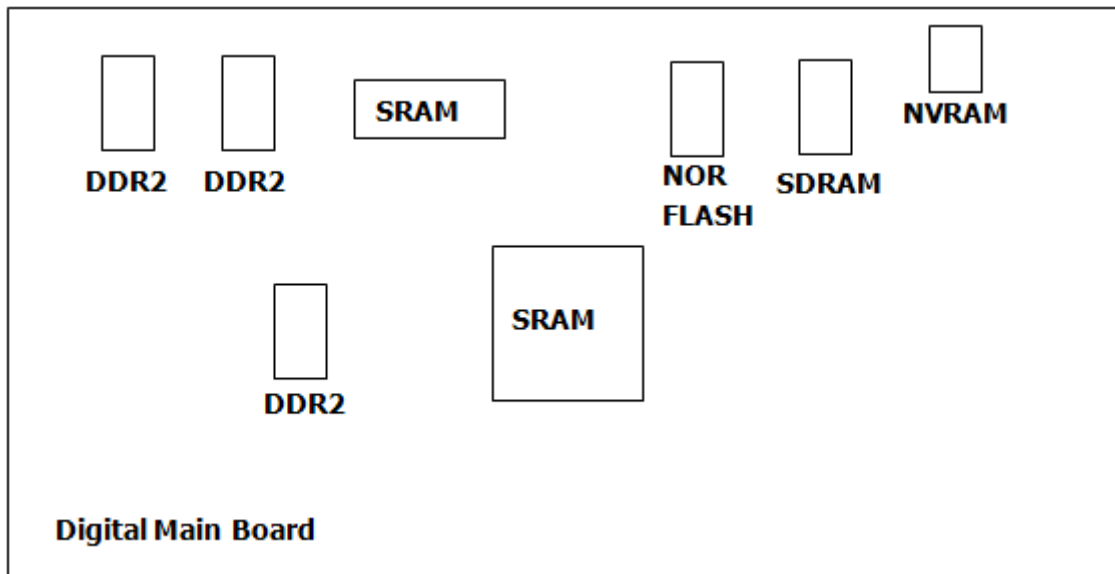 SRAM
NVRAM
DDR2 DDR2
NOR
FLASH
SDRAM
SRAM
DDR2
Digital Main Board